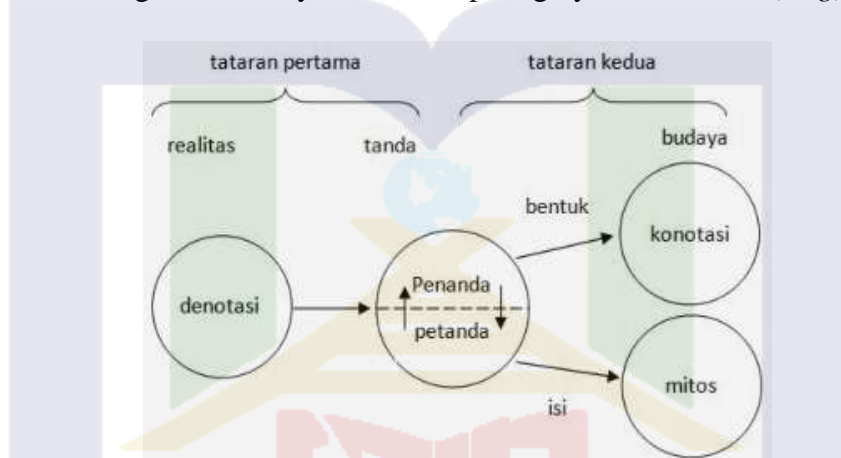 tataran pertama tataran kedua
realitas tanda budaya
bentuk konotasi
denotasi Penanda
petanda
isi mitos